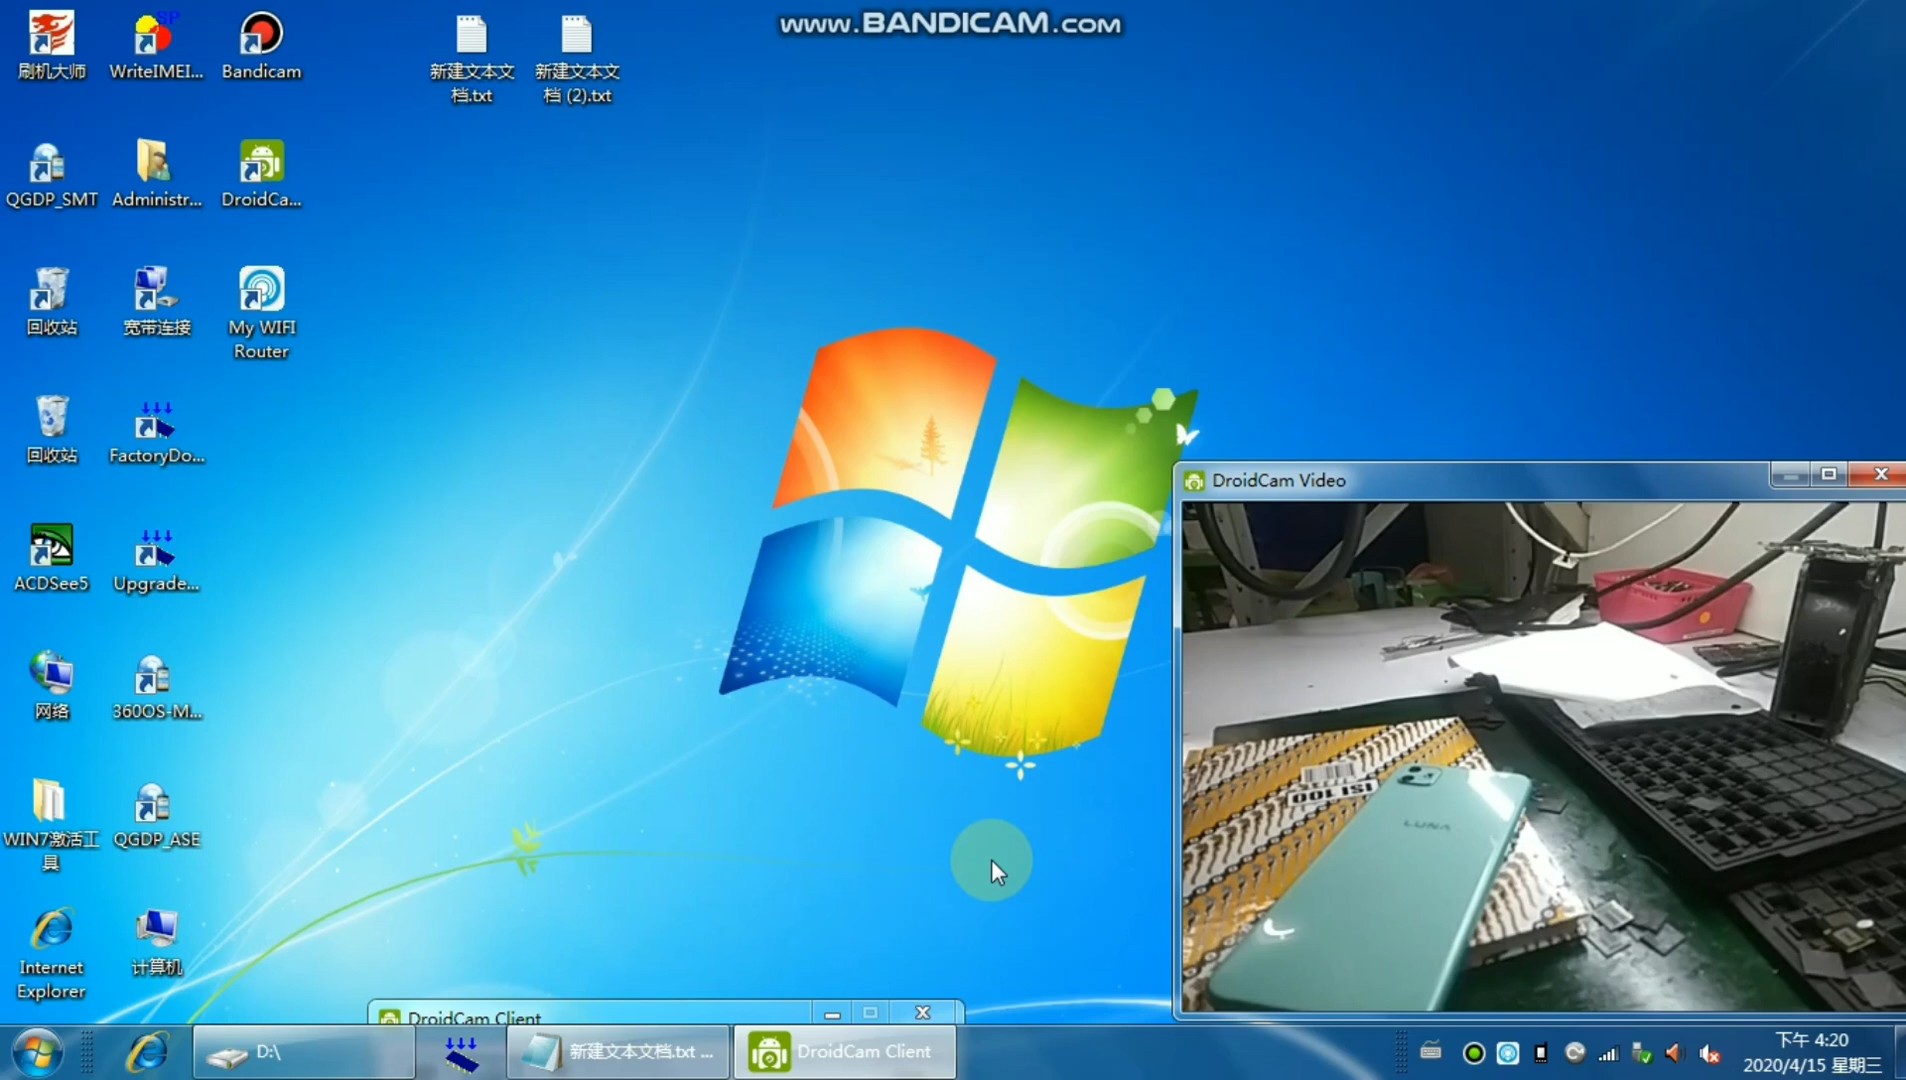 www.BANDICAM.com
刷机大师
WriteIMEI...
Bandicam
新建文本文
档.txt
新建文本文
档 (2).txt
QGDP_SMT
Administr...
DroidCa...
回收站
宽带连接
My WIFI
Router
回收站
FactoryDo...
ACDSee5
Upgrade...
网络
360OS-M...
WIN7激活工
具
QGDP_ASE
Internet
Explorer
计算机
DroidCam Video
ISI 100
LUNA
DroidCam Client
D:\
新建文本文档.txt ...
DroidCam Client
下午 4:20
2020/4/15 星期三